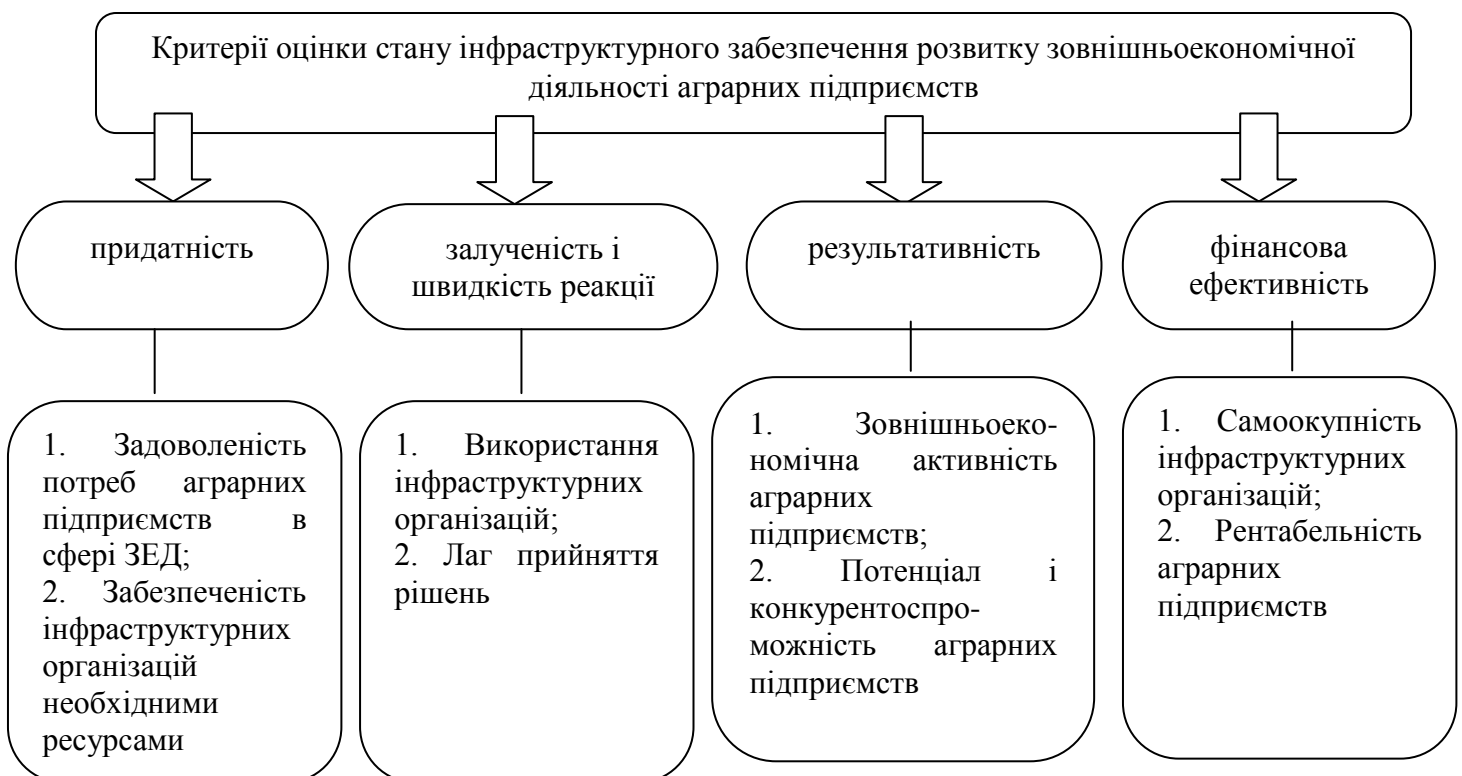 Критерії оцінки стану інфраструктурного забезпечення розвитку зовнішньоекономічної
діяльності аграрних підприємств
придатність
залученість і
швидкість реакції
результативність
фінансова
ефективність
1. Задоволеність
потреб аграрних
підприємств в
сфері ЗЕД;
2. Забезпеченість
інфраструктурних
організацій
необхідними
ресурсами
1. Використання
інфраструктурних
організацій;
2. Лаг прийняття
рішень
1. Зовнішньоеко-
номічна активність
аграрних
підприємств;
2. Потенціал і
конкурентоспро-
можність аграрних
підприємств
1. Самоокупність
інфраструктурних
організацій;
2. Рентабельність
аграрних
підприємств